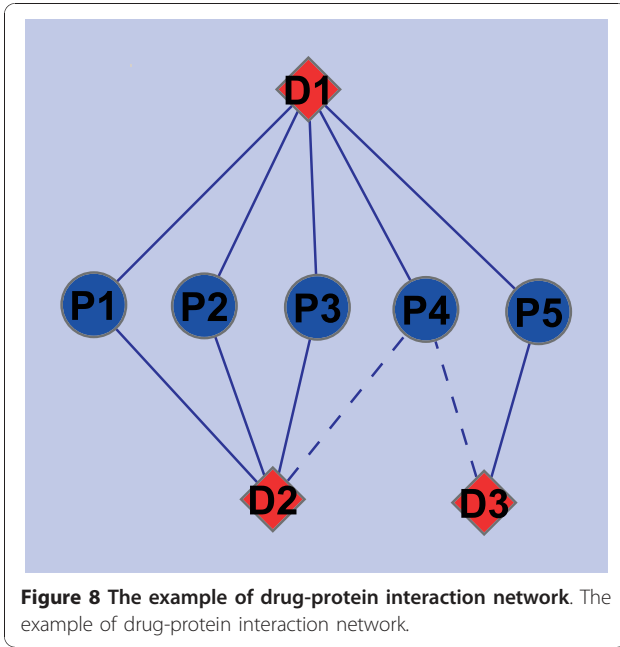 D1
P1 P2 P3 P4 P5
D2 D3
Figure 8 The example of drug-protein interaction network. The
example of drug-protein interaction network.